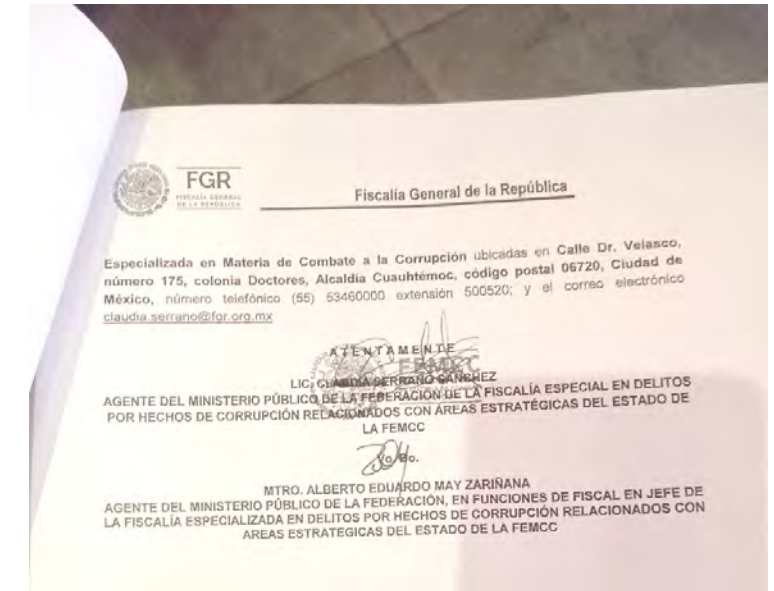 FGR
FISCALÍA GENERAL
DE LA REPÚBLICA
Fiscalía General de la República
Especializada en Materia de Combate a la Corrupción ubicadas en Calle Dr. Velasco,
número 175, colonia Doctores, Alcaldía Cuauhtémoc, código postal 06720, Ciudad de
México, número telefónico (55) 53460000 extensión 500520; y el correo electrónico
claudia.serrano@fgr.org.mx
ATENTAMENTE
FEMCC
LIC. CLAUDIA SERRANO SÁNCHEZ
AGENTE DEL MINISTERIO PÚBLICO DE LA FEDERACIÓN DE LA FISCALÍA ESPECIAL EN DELITOS
POR HECHOS DE CORRUPCIÓN RELACIONADOS CON ÁREAS ESTRATÉGICAS DEL ESTADO DE
LA FEMCC
Vo.Bo.
MTRO. ALBERTO EDUARDO MAY ZARIÑANA
AGENTE DEL MINISTERIO PÚBLICO DE LA FEDERACIÓN, EN FUNCIONES DE FISCAL EN JEFE DE
LA FISCALÍA ESPECIALIZADA EN DELITOS POR HECHOS DE CORRUPCIÓN RELACIONADOS CON
AREAS ESTRATEGICAS DEL ESTADO DE LA FEMCC